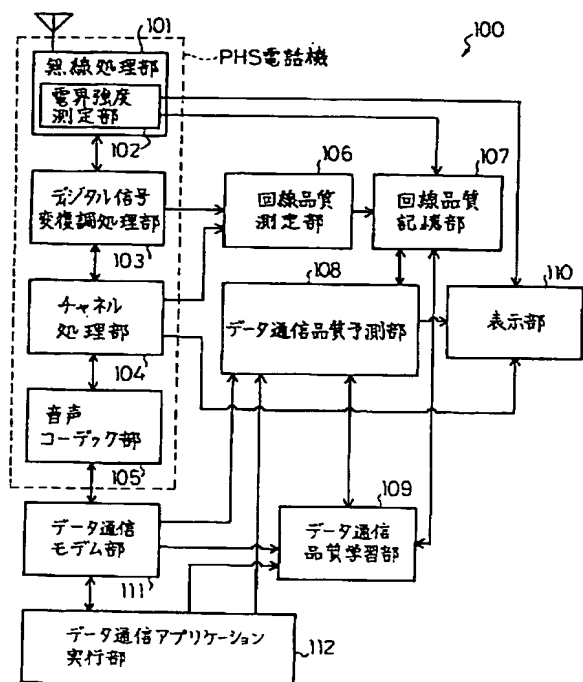 101
100
無線処理部
PHS電話機
電界強度
測定部
102
106
107
デジタル信号
変復調処理部
103
回線品質
測定部
回線品質
記憶部
108
110
チャネル
処理部
104
データ通信品質予測部
表示部
音声
コーデック部
105
109
データ通信
モデム部
111
データ通信
品質学習部
データ通信アプリケーション
実行部
112